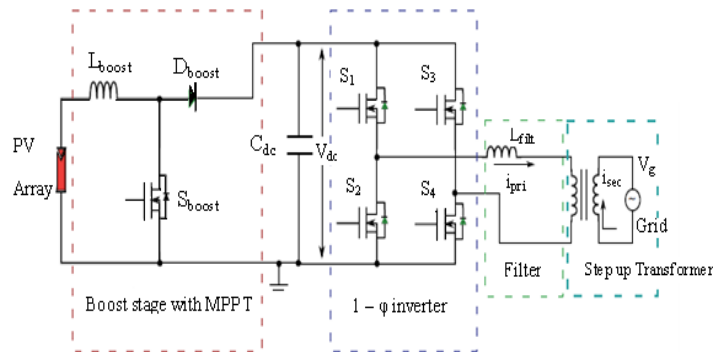 L_boost
D_boost
S_boost
PV
Array
C_dc
V_dc
S_1
S_3
S_2
S_4
L_filt
i_pri
i_sec
V_g
Grid
Boost stage with MPPT
1 – φ inverter
Filter
Step up Transformer